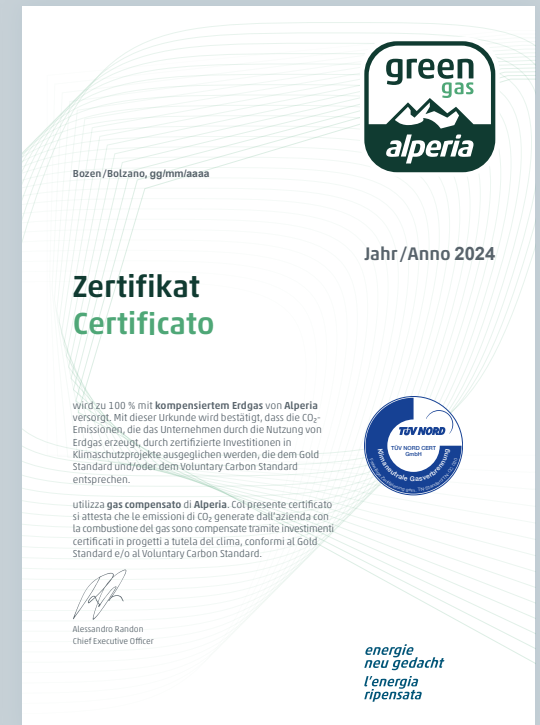 green
gas
alperia
Bozen/Bolzano, gg/mm/aaaa
Jahr/Anno 2024
Zertifikat
Certificato
wird zu 100 % mit kompensiertem Erdgas von Alperia
versorgt. Mit dieser Urkunde wird bestätigt, dass die CO₂-
Emissionen, die das Unternehmen durch die Nutzung von
Erdgas erzeugt, durch zertifizierte Investitionen in
Klimaschutzprojekte ausgeglichen werden, die dem Gold
Standard und/oder dem Voluntary Carbon Standard
entsprechen.
utilizza gas compensato di Alperia. Col presente certificato
si attesta che le emissioni di CO₂ generate dall'azienda con
la combustione del gas sono compensate tramite investimenti
certificati in progetti a tutela del clima, conformi al Gold
Standard e/o al Voluntary Carbon Standard.
TÜV NORD
TÜV NORD CERT
GmbH
Klimaneutrale Gasverbrennung
Alessandro Randon
Chief Executive Officer
energie
neu gedacht
l'energia
ripensata